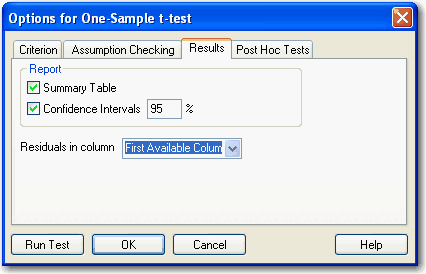 Options for One-Sample t-test
Criterion Assumption Checking Results Post Hoc Tests
Report
Summary Table
Confidence Intervals 95 %
Residuals in column First Available Colum
Run Test OK Cancel Help